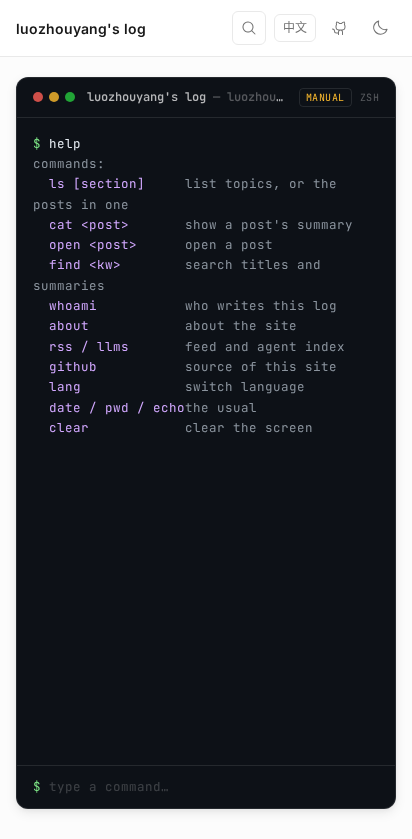 luozhouyang's log
中文
luozhouyang's log — luozhou…
MANUAL
ZSH
$ help
commands:
ls [section] list topics, or the
posts in one
cat <post> show a post's summary
open <post> open a post
find <kw> search titles and
summaries
whoami who writes this log
about about the site
rss / llms feed and agent index
github source of this site
lang switch language
date / pwd / echothe usual
clear clear the screen
$ type a command…